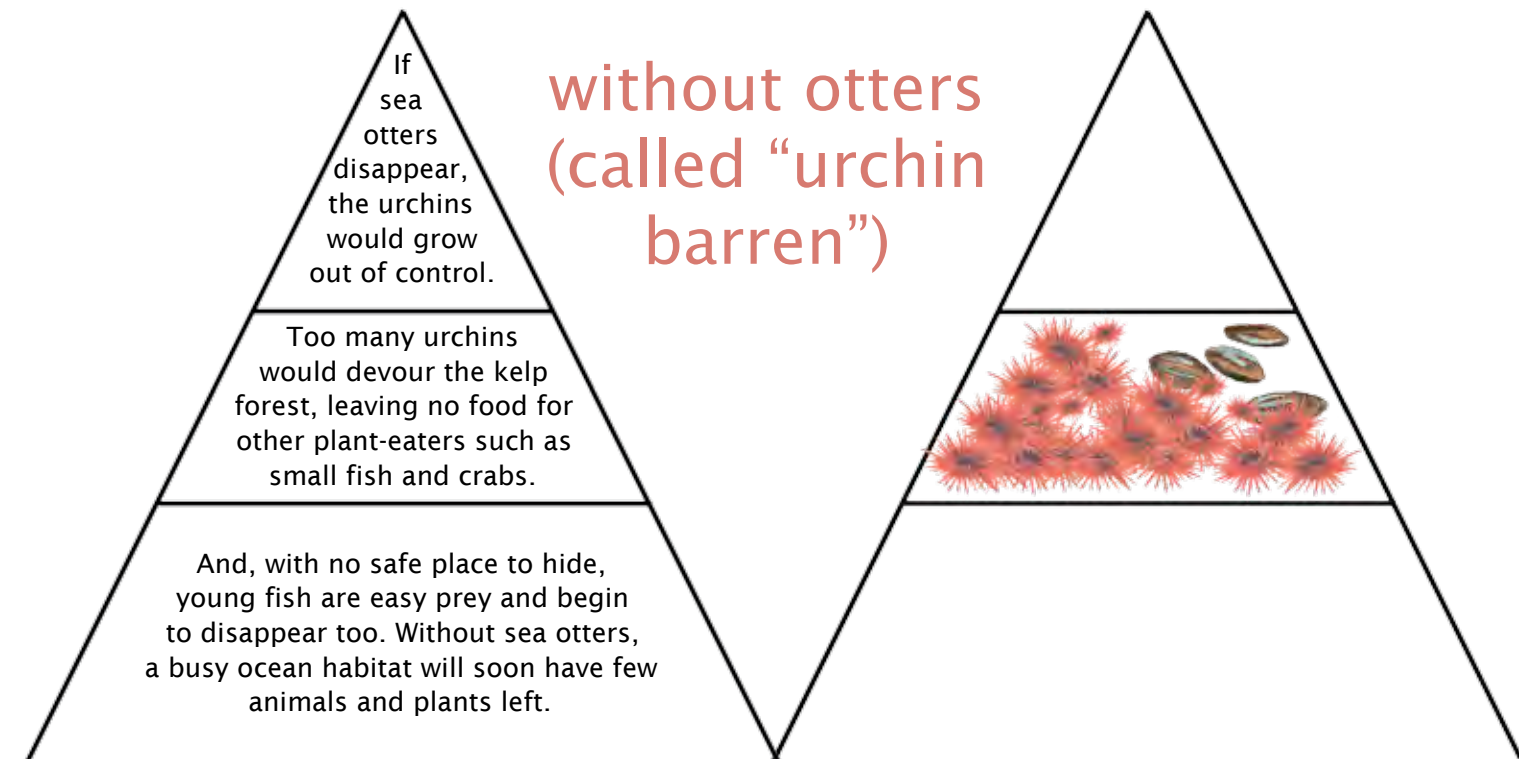 If
sea
otters
disappear,
the urchins
would grow
out of control.
without otters
(called “urchin
barren”)
Too many urchins
would devour the kelp
forest, leaving no food for
other plant-eaters such as
small fish and crabs.
And, with no safe place to hide,
young fish are easy prey and begin
to disappear too. Without sea otters,
a busy ocean habitat will soon have few
animals and plants left.